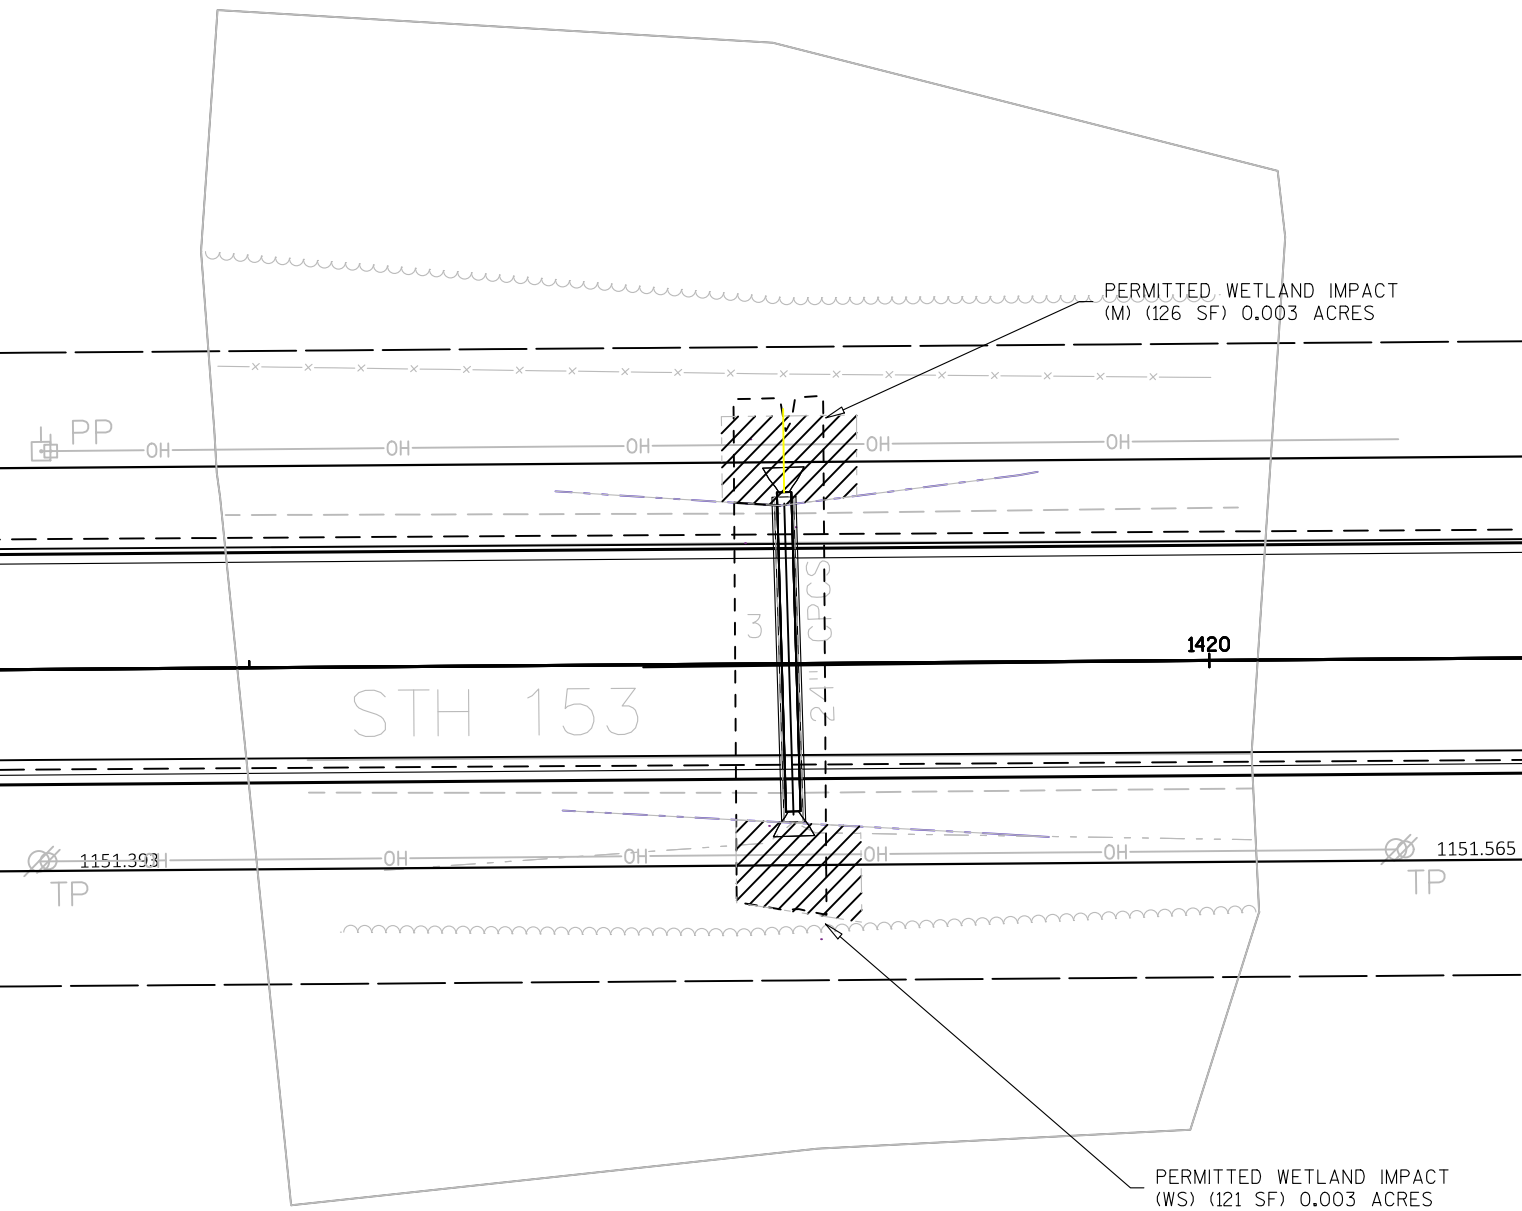 PERMITTED WETLAND IMPACT
(M) (126 SF) 0.003 ACRES
PP
OH
OH
OH
OH
OH
3
24" CPCS
1420
STH 153
1151.393
OH
OH
OH
OH
OH
1151.565
TP
TP
PERMITTED WETLAND IMPACT
(WS) (121 SF) 0.003 ACRES